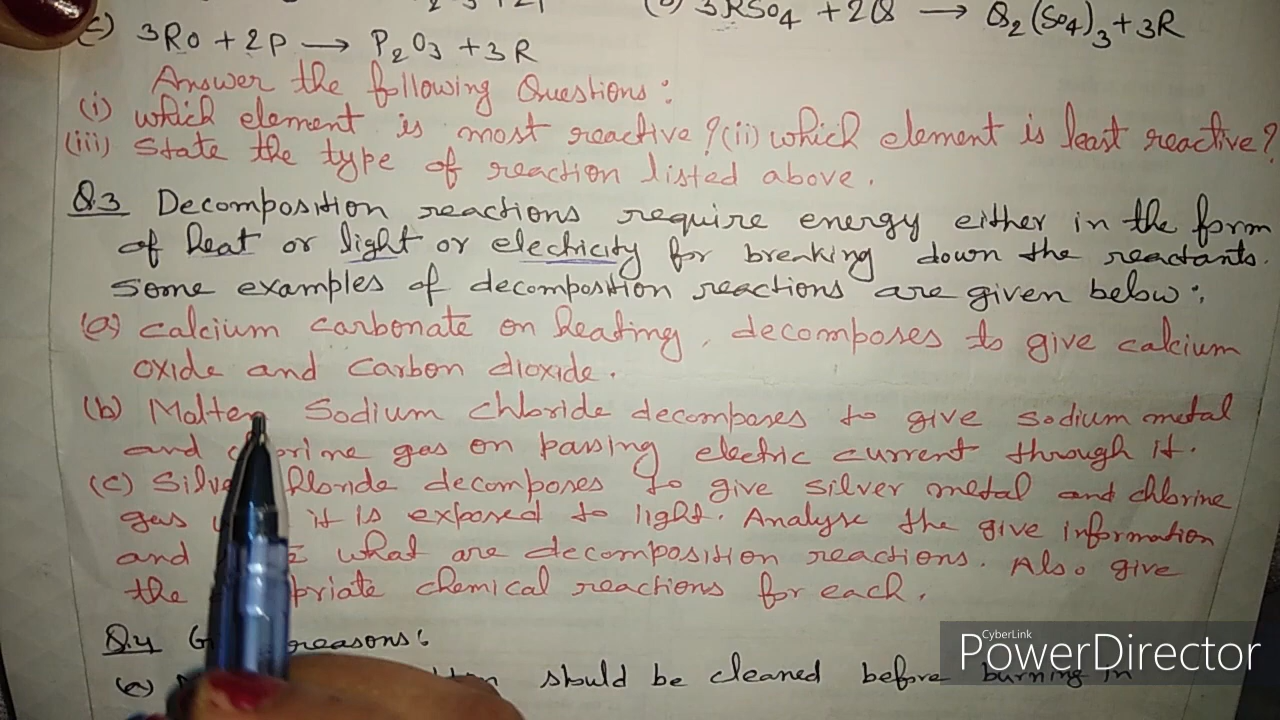 (c) 3Ro + 2P → P₂O₃ + 3R
3RSo₄ + 2Q → Q₂(So₄)₃ + 3R
Answer the following Questions:
(i) which element is most reactive? (ii) which element is least reactive?
(iii) State the type of reaction listed above.
Q.3 Decomposition reactions require energy either in the form
of heat or light or electricity for breaking down the reactants.
Some examples of decomposition reactions are given below:
(a) Calcium carbonate on heating, decomposes to give calcium
oxide and carbon dioxide.
(b) Molten Sodium chloride decomposes to give sodium metal
and gas on passing electric current through it.
(c) decomposes to give silver metal and chlorine
gas it is exposed to light. Analyse the give information
and what are decomposition reactions. Also give
the chemical reactions for each.
Q.4 reasons:
(a) should be cleaned before burning in
CyberLink
PowerDirector